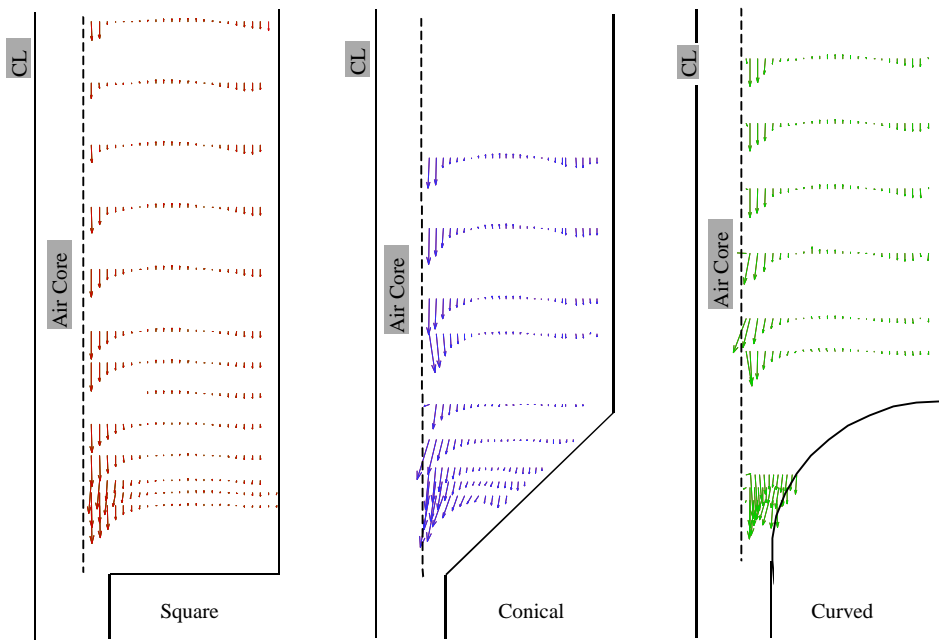 CL
Air Core
Square
CL
Air Core
Conical
CL
Air Core
Curved